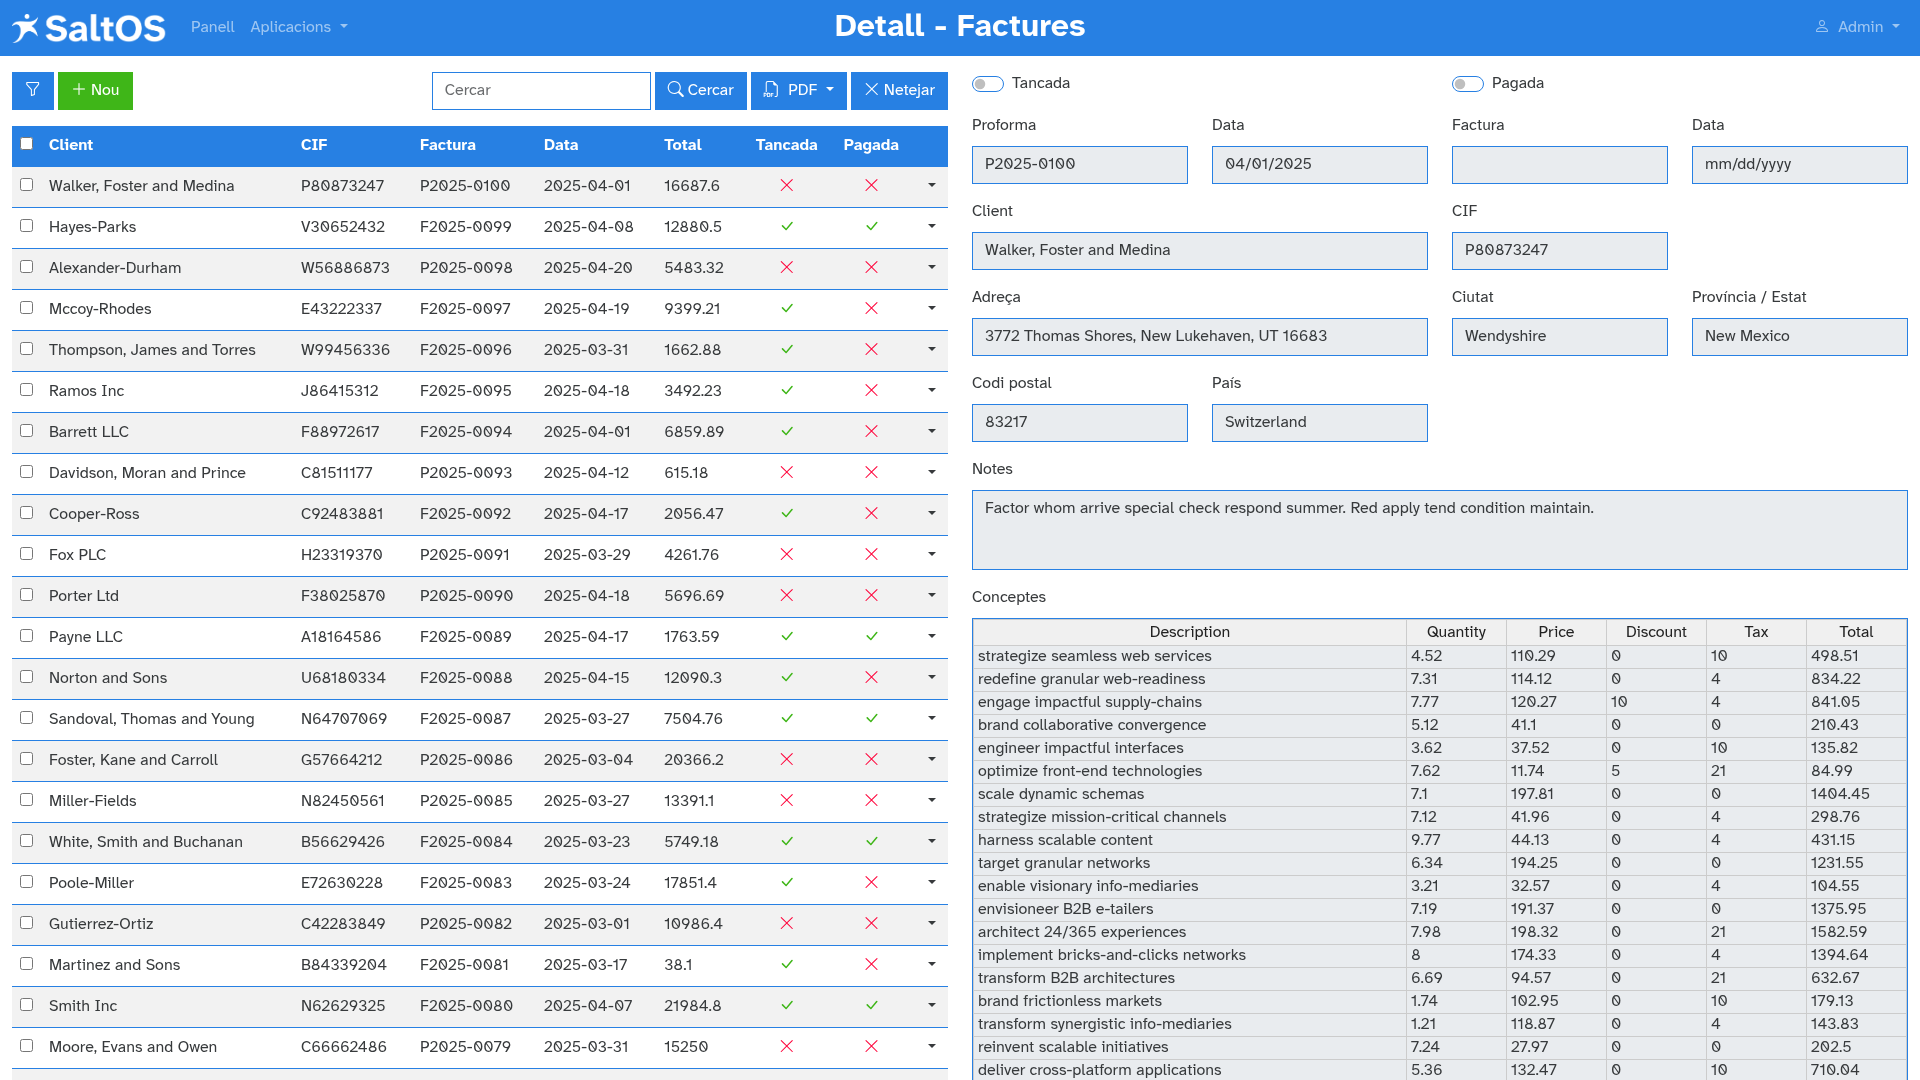 SaltOS Panell Aplicacions Detall - Factures Admin
Nou Cercar Cercar PDF Netejar
Client CIF Factura Data Total Tancada Pagada
Walker, Foster and Medina P80873247 P2025-0100 2025-04-01 16687.6
Hayes-Parks V30652432 F2025-0099 2025-04-08 12880.5
Alexander-Durham W56886873 P2025-0098 2025-04-20 5483.32
Mccoy-Rhodes E43222337 F2025-0097 2025-04-19 9399.21
Thompson, James and Torres W99456336 F2025-0096 2025-03-31 1662.88
Ramos Inc J86415312 F2025-0095 2025-04-18 3492.23
Barrett LLC F88972617 F2025-0094 2025-04-01 6859.89
Davidson, Moran and Prince C81511177 P2025-0093 2025-04-12 615.18
Cooper-Ross C92483881 F2025-0092 2025-04-17 2056.47
Fox PLC H23319370 P2025-0091 2025-03-29 4261.76
Porter Ltd F38025870 P2025-0090 2025-04-18 5696.69
Payne LLC A18164586 F2025-0089 2025-04-17 1763.59
Norton and Sons U68180334 F2025-0088 2025-04-15 12090.3
Sandoval, Thomas and Young N64707069 F2025-0087 2025-03-27 7504.76
Foster, Kane and Carroll G57664212 P2025-0086 2025-03-04 20366.2
Miller-Fields N82450561 P2025-0085 2025-03-27 13391.1
White, Smith and Buchanan B56629426 F2025-0084 2025-03-23 5749.18
Poole-Miller E72630228 F2025-0083 2025-03-24 17851.4
Gutierrez-Ortiz C42283849 P2025-0082 2025-03-01 10986.4
Martinez and Sons B84339204 F2025-0081 2025-03-17 38.1
Smith Inc N62629325 F2025-0080 2025-04-07 21984.8
Moore, Evans and Owen C66662486 P2025-0079 2025-03-31 15250
Tancada Pagada
Proforma Data Factura Data
P2025-0100 04/01/2025 mm/dd/yyyy
Client CIF
Walker, Foster and Medina P80873247
Adreça Ciutat Província / Estat
3772 Thomas Shores, New Lukehaven, UT 16683 Wendyshire New Mexico
Codi postal País
83217 Switzerland
Notes
Factor whom arrive special check respond summer. Red apply tend condition maintain.
Conceptes
Description Quantity Price Discount Tax Total
strategize seamless web services 4.52 110.29 0 10 498.51
redefine granular web-readiness 7.31 114.12 0 4 834.22
engage impactful supply-chains 7.77 120.27 10 4 841.05
brand collaborative convergence 5.12 41.1 0 0 210.43
engineer impactful interfaces 3.62 37.52 0 10 135.82
optimize front-end technologies 7.62 11.74 5 21 84.99
scale dynamic schemas 7.1 197.81 0 0 1404.45
strategize mission-critical channels 7.12 41.96 0 4 298.76
harness scalable content 9.77 44.13 0 4 431.15
target granular networks 6.34 194.25 0 0 1231.55
enable visionary info-mediaries 3.21 32.57 0 4 104.55
envisioneer B2B e-tailers 7.19 191.37 0 0 1375.95
architect 24/365 experiences 7.98 198.32 0 21 1582.59
implement bricks-and-clicks networks 8 174.33 0 4 1394.64
transform B2B architectures 6.69 94.57 0 21 632.67
brand frictionless markets 1.74 102.95 0 10 179.13
transform synergistic info-mediaries 1.21 118.87 0 4 143.83
reinvent scalable initiatives 7.24 27.97 0 0 202.5
deliver cross-platform applications 5.36 132.47 0 10 710.04